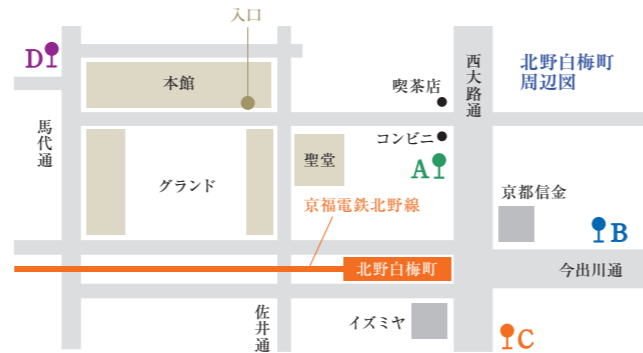 入口
D
本館
喫茶店
西大路通
北野白梅町
周辺図
馬代通
コンビニ
聖堂
A
グランド
京都信金
京福電鉄北野線
B
北野白梅町
今出川通
佐井通
イズミヤ
C